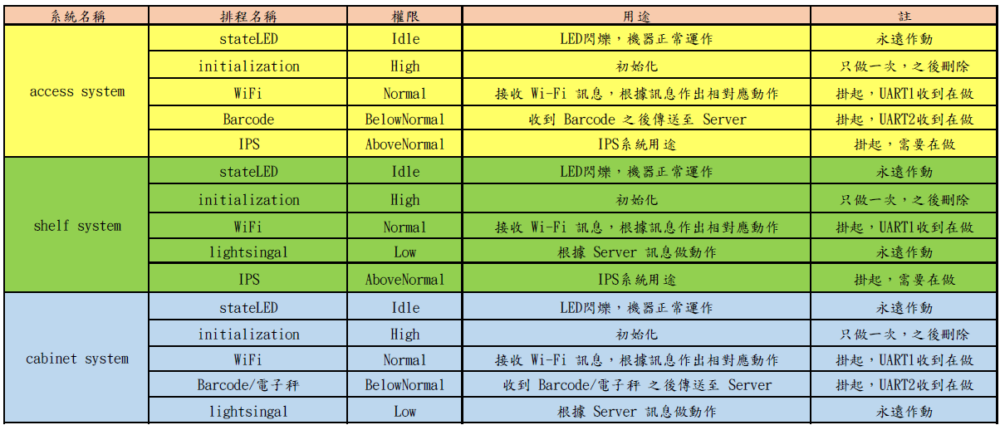 系統名稱 排程名稱 權限 用途 註
access system
stateLED Idle LED閃爍，機器正常運作 永遠作動
initialization High 初始化 只做一次，之後刪除
WiFi Normal 接收 Wi-Fi 訊息，根據訊息作出相對應動作 掛起，UART1收到在做
Barcode BelowNormal 收到 Barcode 之後傳送至 Server 掛起，UART2收到在做
IPS AboveNormal IPS系統用途 掛起，需要在做
shelf system
stateLED Idle LED閃爍，機器正常運作 永遠作動
initialization High 初始化 只做一次，之後刪除
WiFi Normal 接收 Wi-Fi 訊息，根據訊息作出相對應動作 掛起，UART1收到在做
lightsingal Low 根據 Server 訊息做動作 永遠作動
IPS AboveNormal IPS系統用途 掛起，需要在做
cabinet system
stateLED Idle LED閃爍，機器正常運作 永遠作動
initialization High 初始化 只做一次，之後刪除
WiFi Normal 接收 Wi-Fi 訊息，根據訊息作出相對應動作 掛起，UART1收到在做
Barcode/電子秤 BelowNormal 收到 Barcode/電子秤 之後傳送至 Server 掛起，UART2收到在做
lightsingal Low 根據 Server 訊息做動作 永遠作動